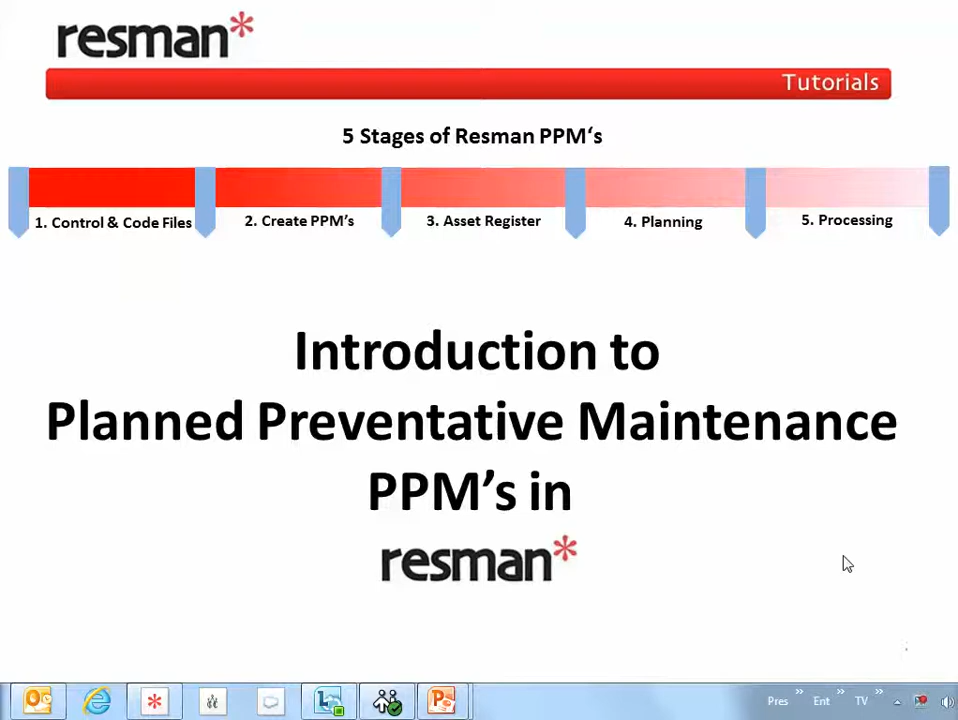 resman*
Tutorials
5 Stages of Resman PPM‘s
1. Control & Code Files
2. Create PPM’s
3. Asset Register
4. Planning
5. Processing
Introduction to
Planned Preventative Maintenance
PPM’s in
resman*
Pres
Ent
TV